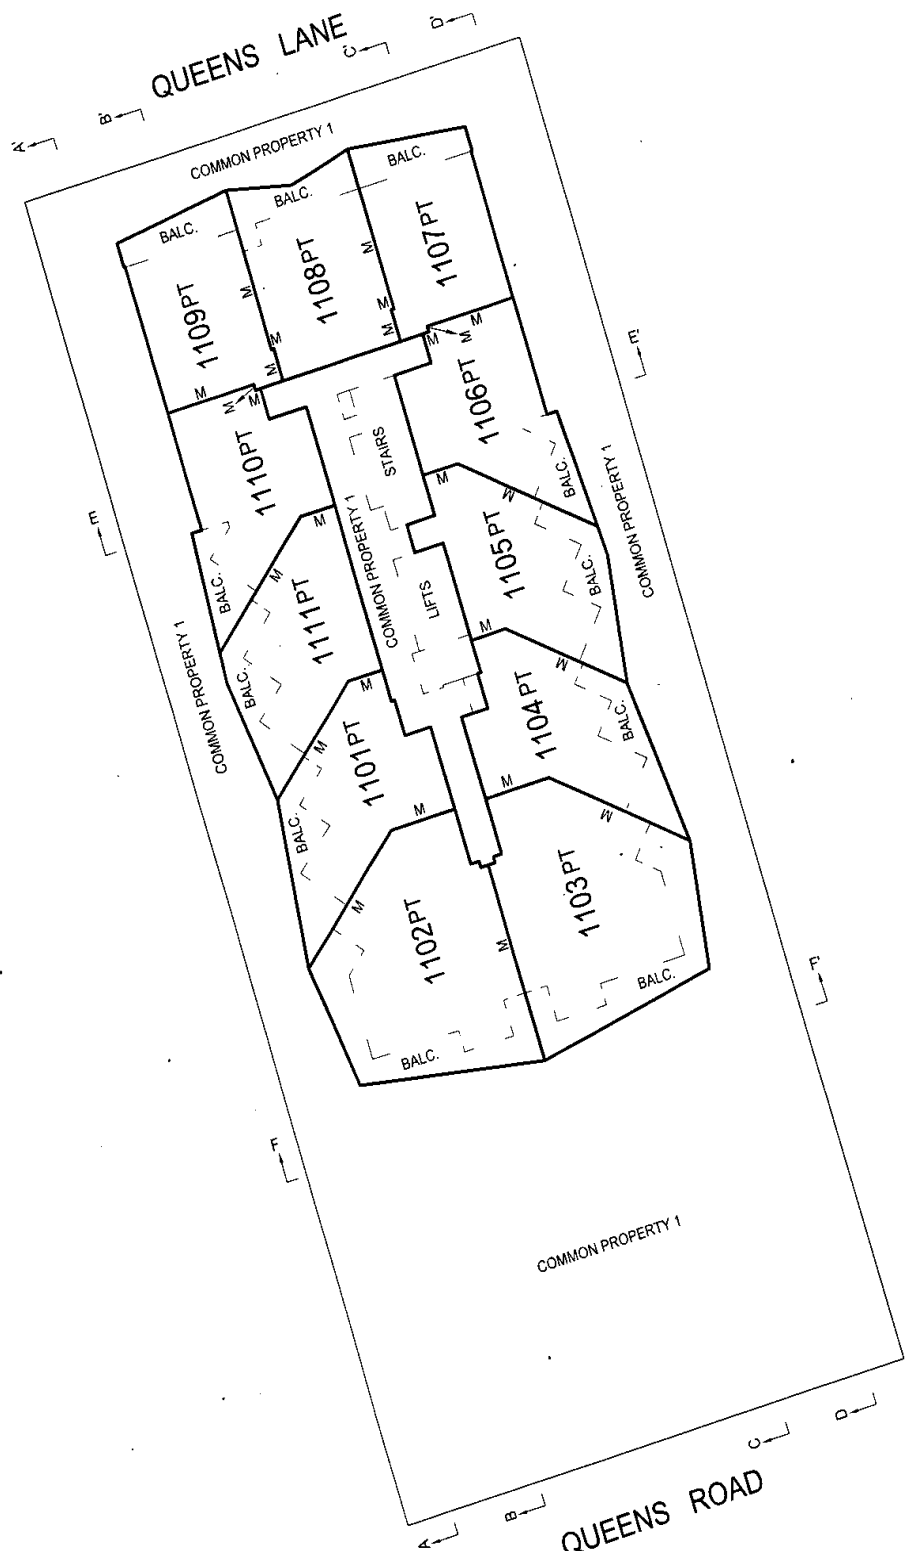 QUEENS LANE
A'
B'
C'
D'
COMMON PROPERTY 1
BALC.
BALC.
BALC.
1109PT
1108PT
1107PT
M
M
M
M
M
M
M
M
M
M
M
M
M
E
E'
1110PT
1106PT
STAIRS
BALC.
BALC.
M
M
M
M
COMMON PROPERTY 1
COMMON PROPERTY 1
COMMON PROPERTY 1
1111PT
1105PT
LIFTS
BALC.
BALC.
M
M
M
M
1101PT
1104PT
BALC.
BALC.
M
M
M
M
1102PT
1103PT
M
BALC.
BALC.
F
F'
COMMON PROPERTY 1
A
B
C
D
QUEENS ROAD